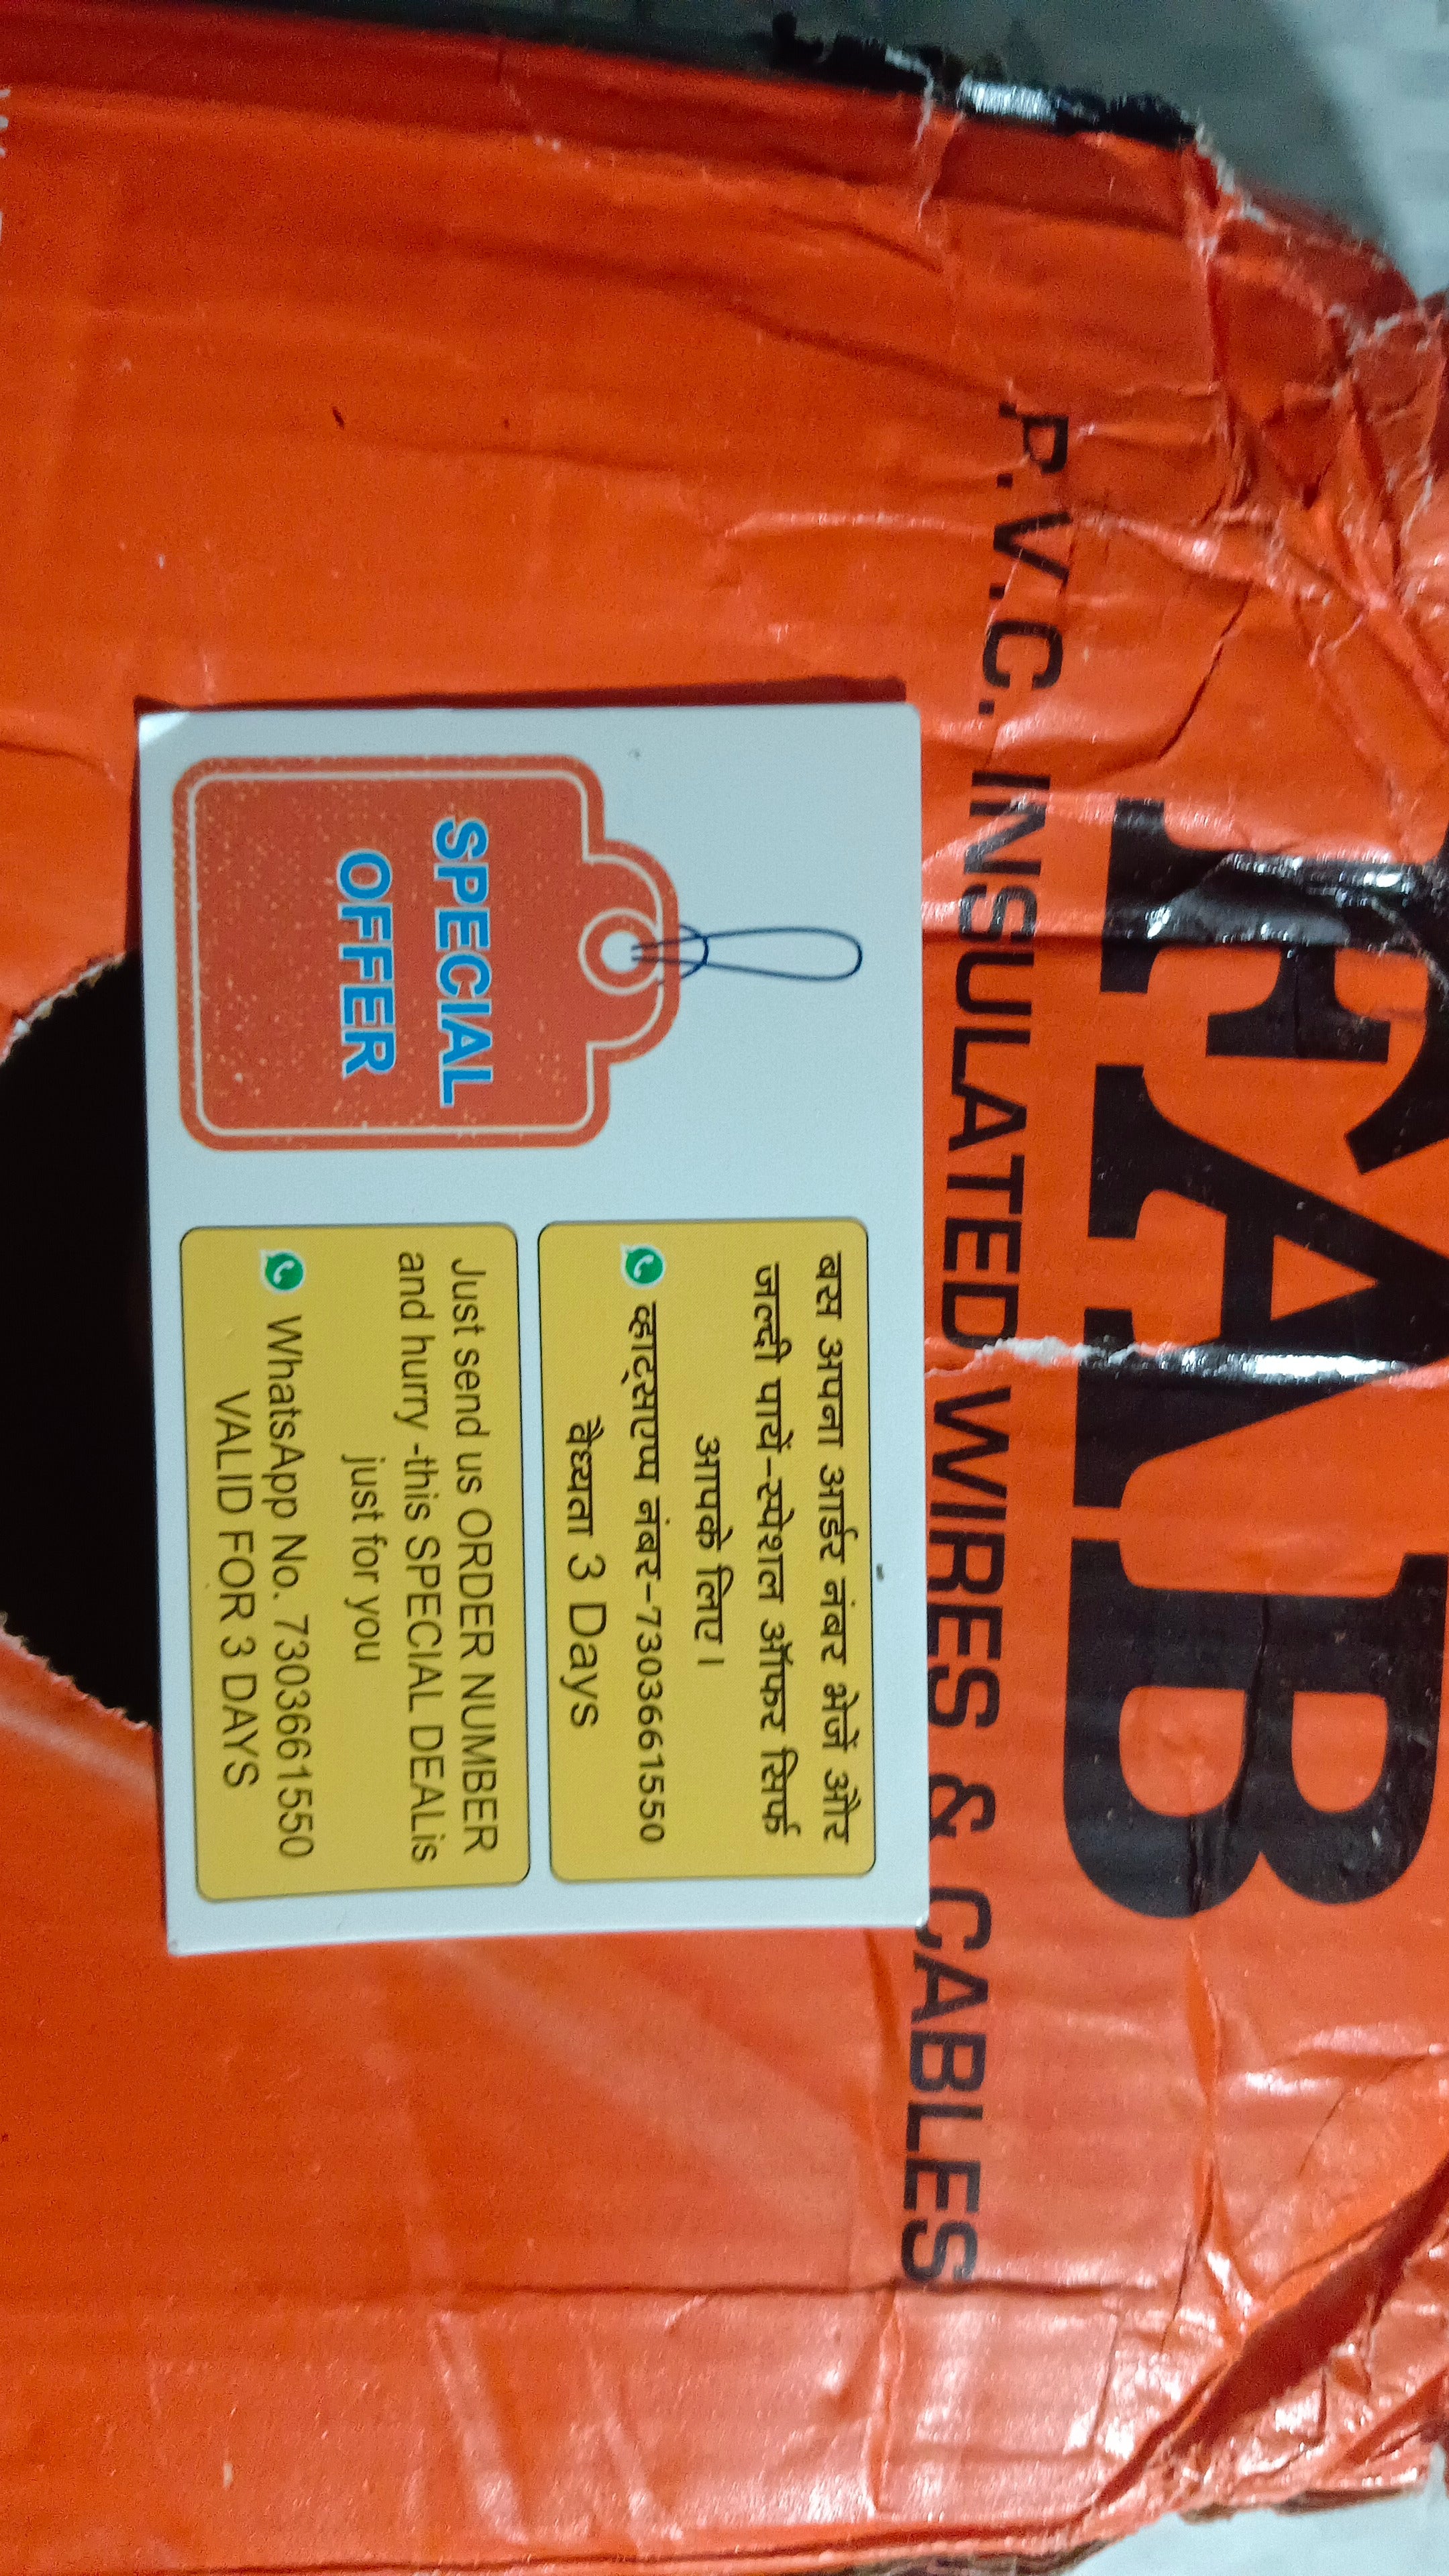 FAB
P.V.C. INSULATED WIRES & CABLES
SPECIAL
OFFER
बस अपना आर्डर नंबर भेजें और
जल्दी पायें-स्पेशल ऑफर सिर्फ
आपके लिए।
व्हाट्सएप्प नंबर-7303661550
वैध्यता 3 Days
Just send us ORDER NUMBER
and hurry -this SPECIAL DEALis
just for you
WhatsApp No. 7303661550
VALID FOR 3 DAYS